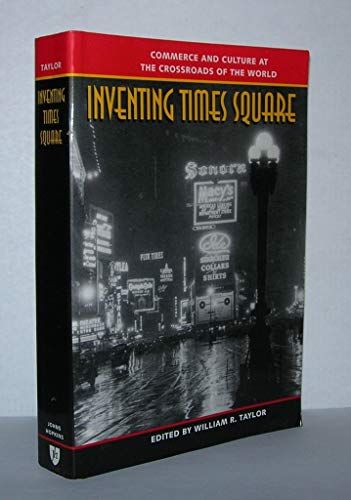 TAYLOR
INVENTING
TIMES
SQUARE
JOHNS
HOPKINS
COMMERCE AND CULTURE AT
THE CROSSROADS OF THE WORLD
INVENTING TIMES SQUARE
Sonora
Macy's
COLLARS
SHIRTS
EDITED BY WILLIAM R. TAYLOR